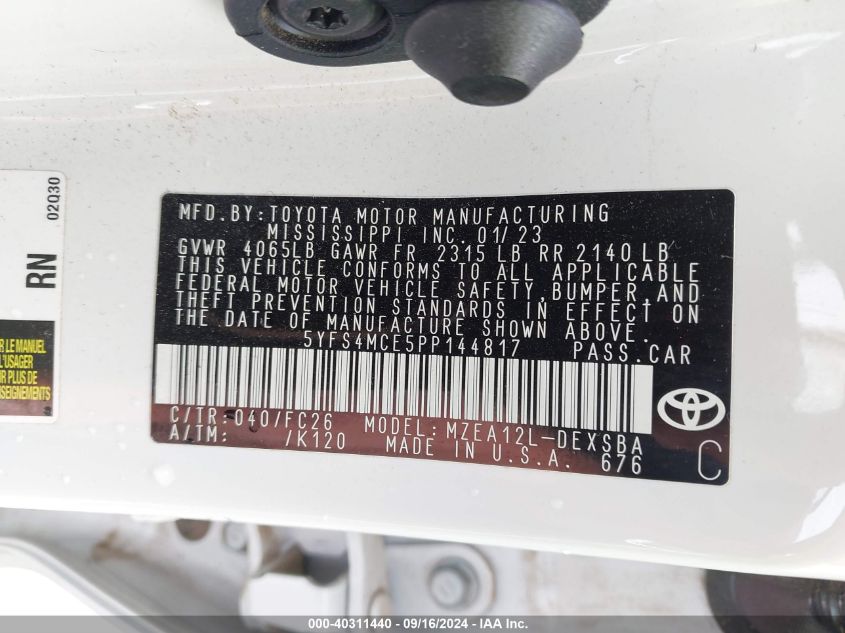 MFD. BY: TOYOTA MOTOR MANUFACTURING
MISSISSIPPI INC. 01/23
GVWR 4065LB GAWR FR 2315 LB RR 2140 LB
THIS VEHICLE CONFORMS TO ALL APPLICABLE
FEDERAL MOTOR VEHICLE SAFETY, BUMPER, AND
THEFT PREVENTION STANDARDS IN EFFECT ON
THE DATE OF MANUFACTURE SHOWN ABOVE.
5YFS4MCE5PP144817 PASS. CAR
C/TR: 040/FC26 MODEL: MZEA12L-DEXSBA
A/TM: /K120 MADE IN U.S.A. 676
C
RN
02Q30
R LE MANUEL
L'USAGER
R PLUS DE
NSEIGNEMENTS
000-40311440 - 09/16/2024 - IAAI, Inc.